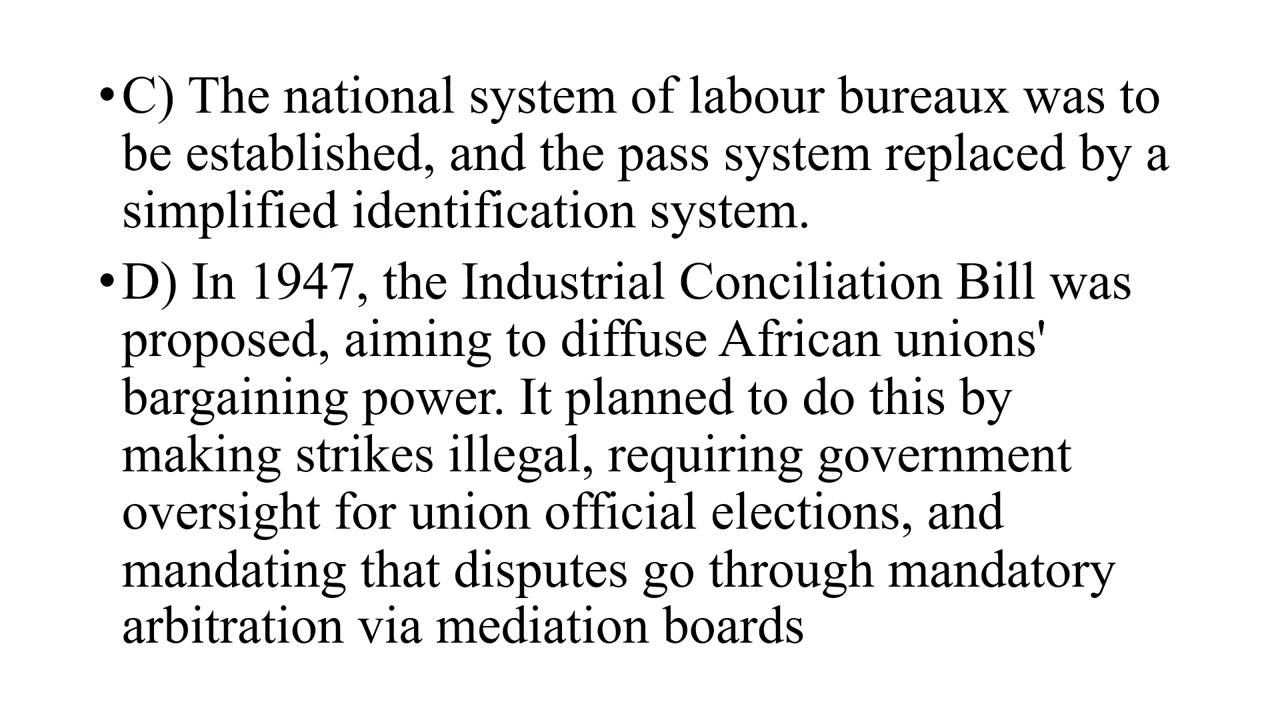 •C) The national system of labour bureaux was to
be established, and the pass system replaced by a
simplified identification system.
•D) In 1947, the Industrial Conciliation Bill was
proposed, aiming to diffuse African unions'
bargaining power. It planned to do this by
making strikes illegal, requiring government
oversight for union official elections, and
mandating that disputes go through mandatory
arbitration via mediation boards